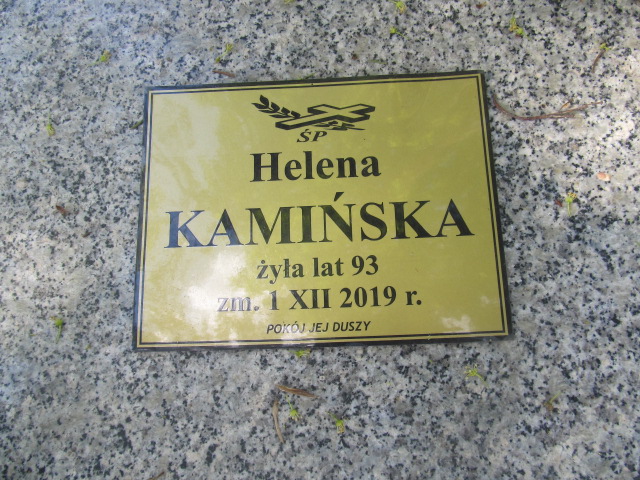 ŚP
Helena
KAMIŃSKA
żyła lat 93
zm. 1 XII 2019 r.
POKÓJ JEJ DUSZY